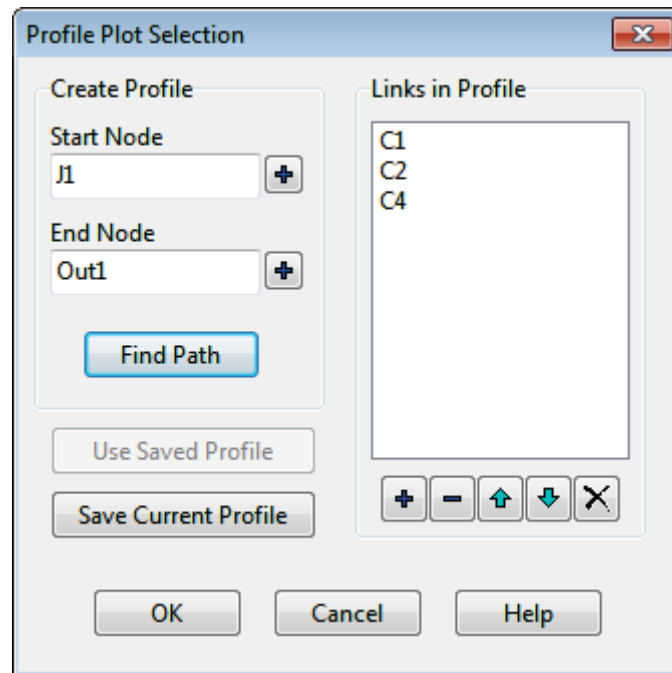 Profile Plot Selection
Create Profile
Start Node
J1
End Node
Out1
Find Path
Use Saved Profile
Save Current Profile
Links in Profile
C1
C2
C4
OK
Cancel
Help